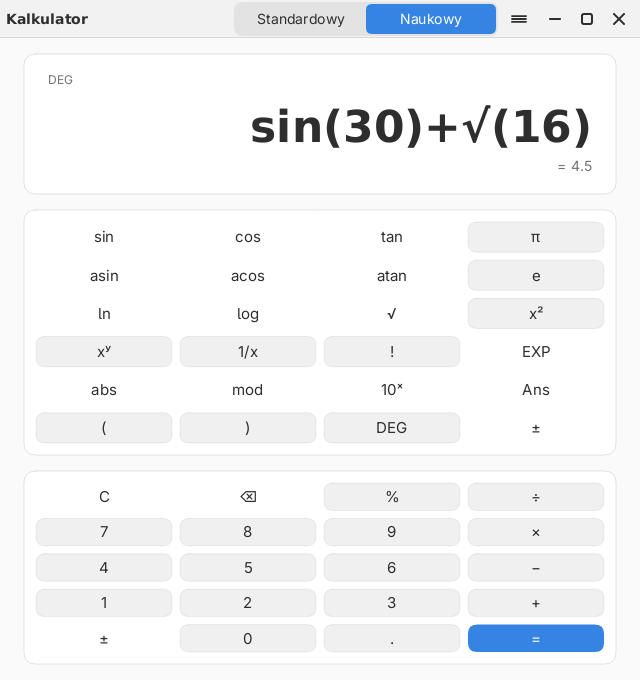 Kalkulator Standardowy Naukowy
DEG
sin(30)+√(16)
= 4.5
sin cos tan π
asin acos atan e
ln log √ x²
xʸ 1/x ! EXP
abs mod 10ˣ Ans
( ) DEG ±
C ⌫ % ÷
7 8 9 ×
4 5 6 −
1 2 3 +
± 0 . =